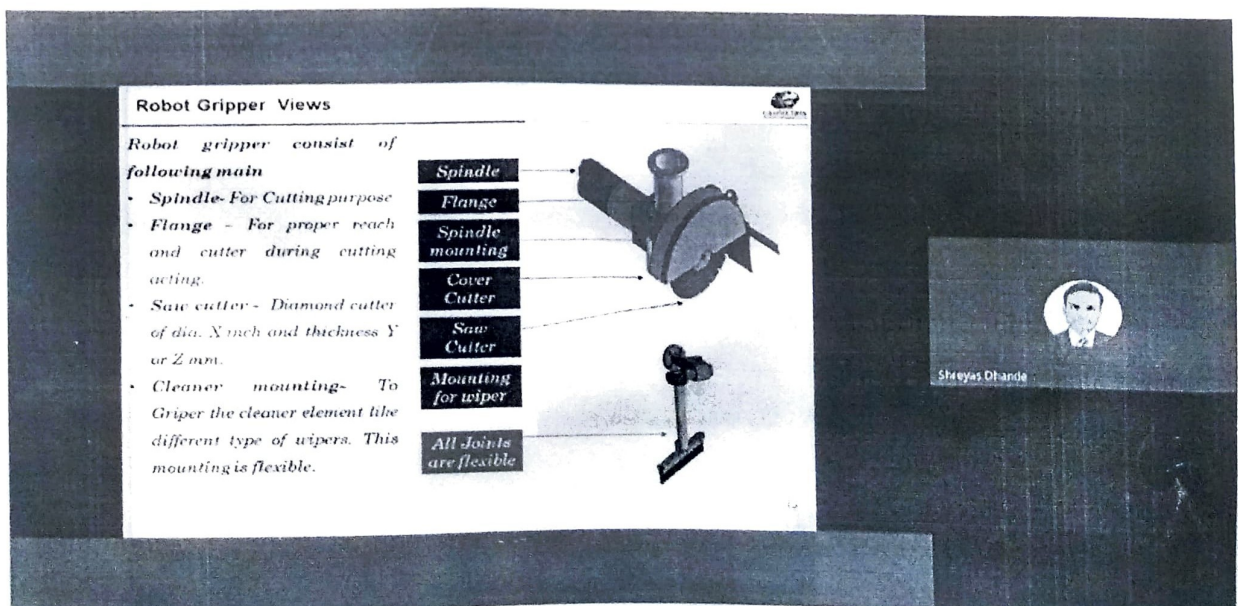 Robot Gripper Views
Robot gripper consist of
following main
• Spindle- For Cutting purpose
• Flange - For proper reach
and cutter during cutting
acting.
• Saw cutter - Diamond cutter
of dia. X inch and thickness Y
or Z mm.
• Cleaner mounting- To
Griper the cleaner element like
different type of wipers. This
mounting is flexible.
Spindle
Flange
Spindle
mounting
Cover
Cutter
Saw
Cutter
Mounting
for wiper
All Joints
are flexible
Shreyas Dhande